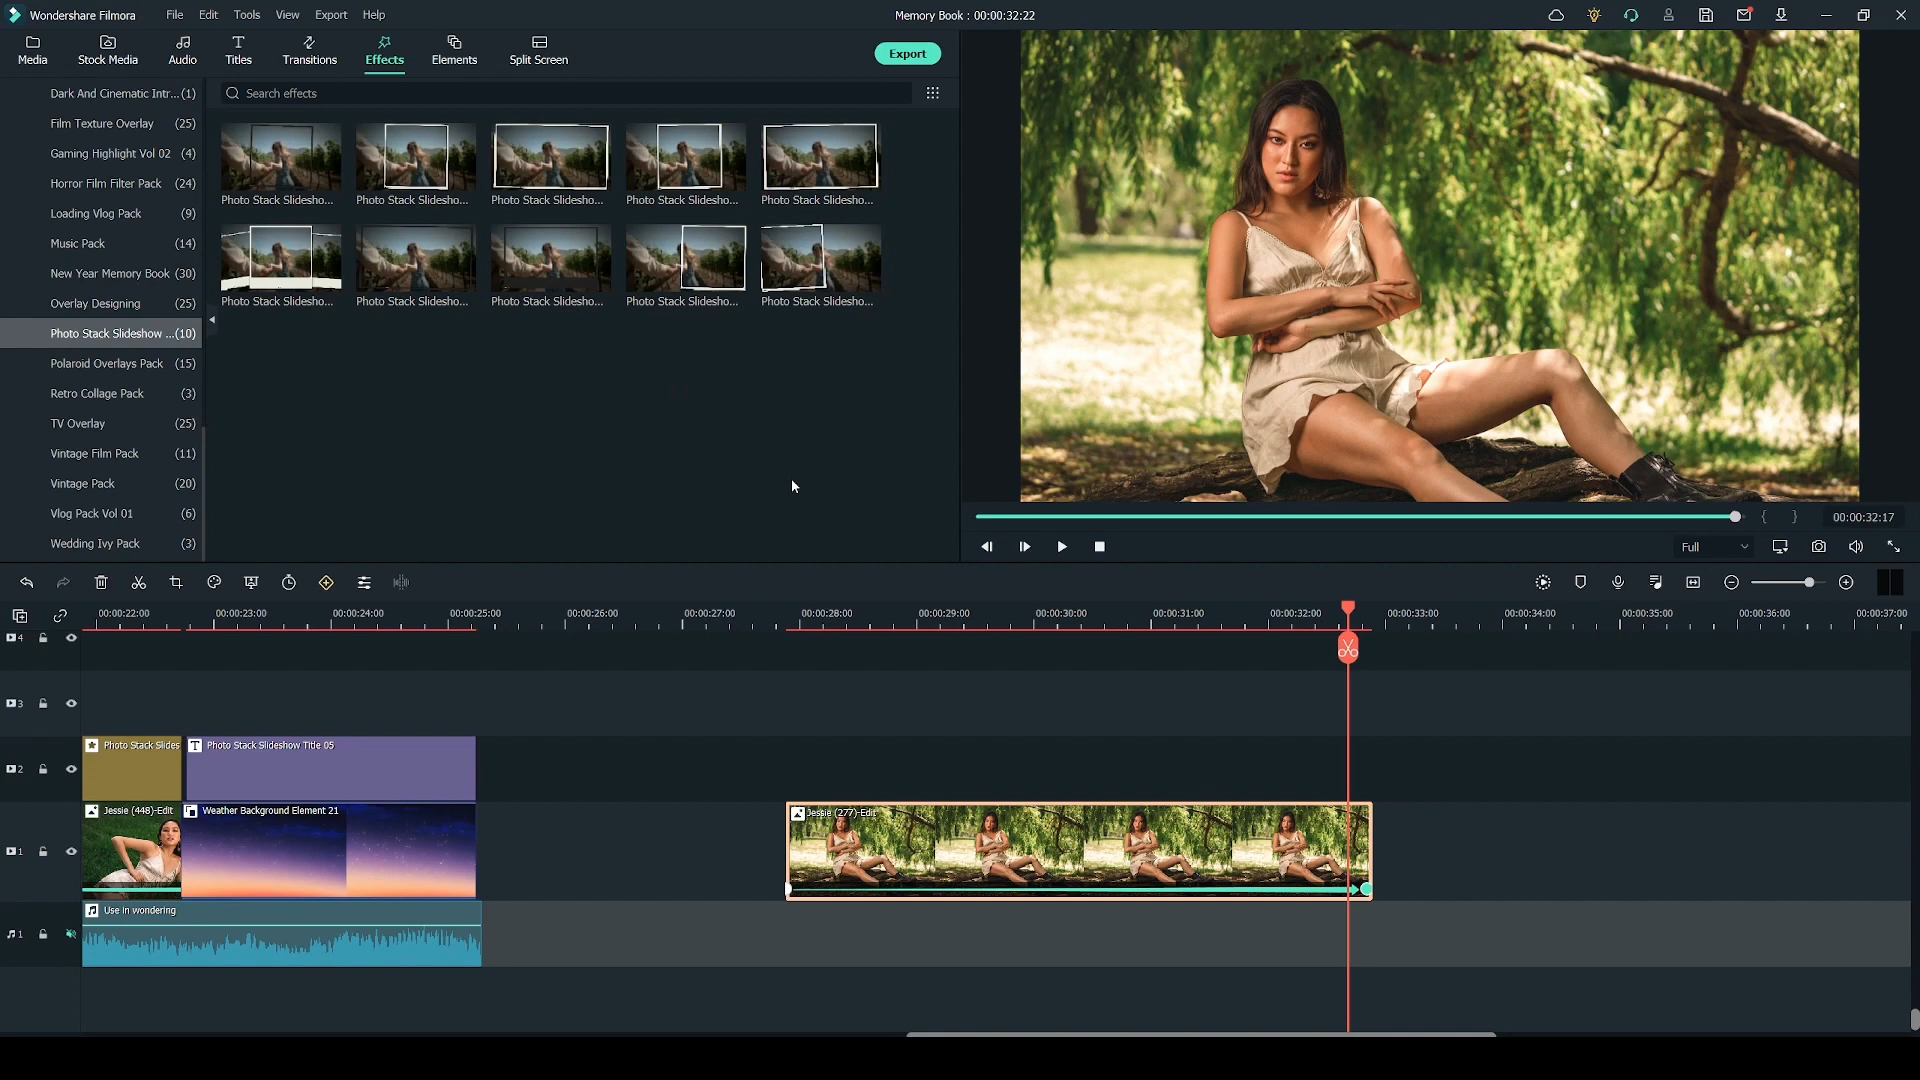 Wondershare Filmora File Edit Tools View Export Help Memory Book : 00:00:32:22
Media Stock Media Audio Titles Transitions Effects Elements Split Screen Export
Dark And Cinematic Intr... (1)
Search effects
Film Texture Overlay (25)
Gaming Highlight Vol 02 (4)
Horror Film Filter Pack (24)
Loading Vlog Pack (9)
Music Pack (14)
New Year Memory Book (30)
Overlay Designing (25)
Photo Stack Slideshow ... (10)
Polaroid Overlays Pack (15)
Retro Collage Pack (3)
TV Overlay (25)
Vintage Film Pack (11)
Vintage Pack (20)
Vlog Pack Vol 01 (6)
Wedding Ivy Pack (3)
Photo Stack Slidesho... Photo Stack Slidesho... Photo Stack Slidesho... Photo Stack Slidesho... Photo Stack Slidesho...
Photo Stack Slidesho... Photo Stack Slidesho... Photo Stack Slidesho... Photo Stack Slidesho... Photo Stack Slidesho...
{ } 00:00:32:17
Full
00:00:22:00 00:00:23:00 00:00:24:00 00:00:25:00 00:00:26:00 00:00:27:00 00:00:28:00 00:00:29:00 00:00:30:00 00:00:31:00 00:00:32:00 00:00:33:00 00:00:34:00 00:00:35:00 00:00:36:00 00:00:37:00
4
3
Photo Stack Slides T Photo Stack Slideshow Title 05
2
Jessie (448)-Edit Weather Background Element 21 Jessie (277)-Edit
1
Use in wondering
1